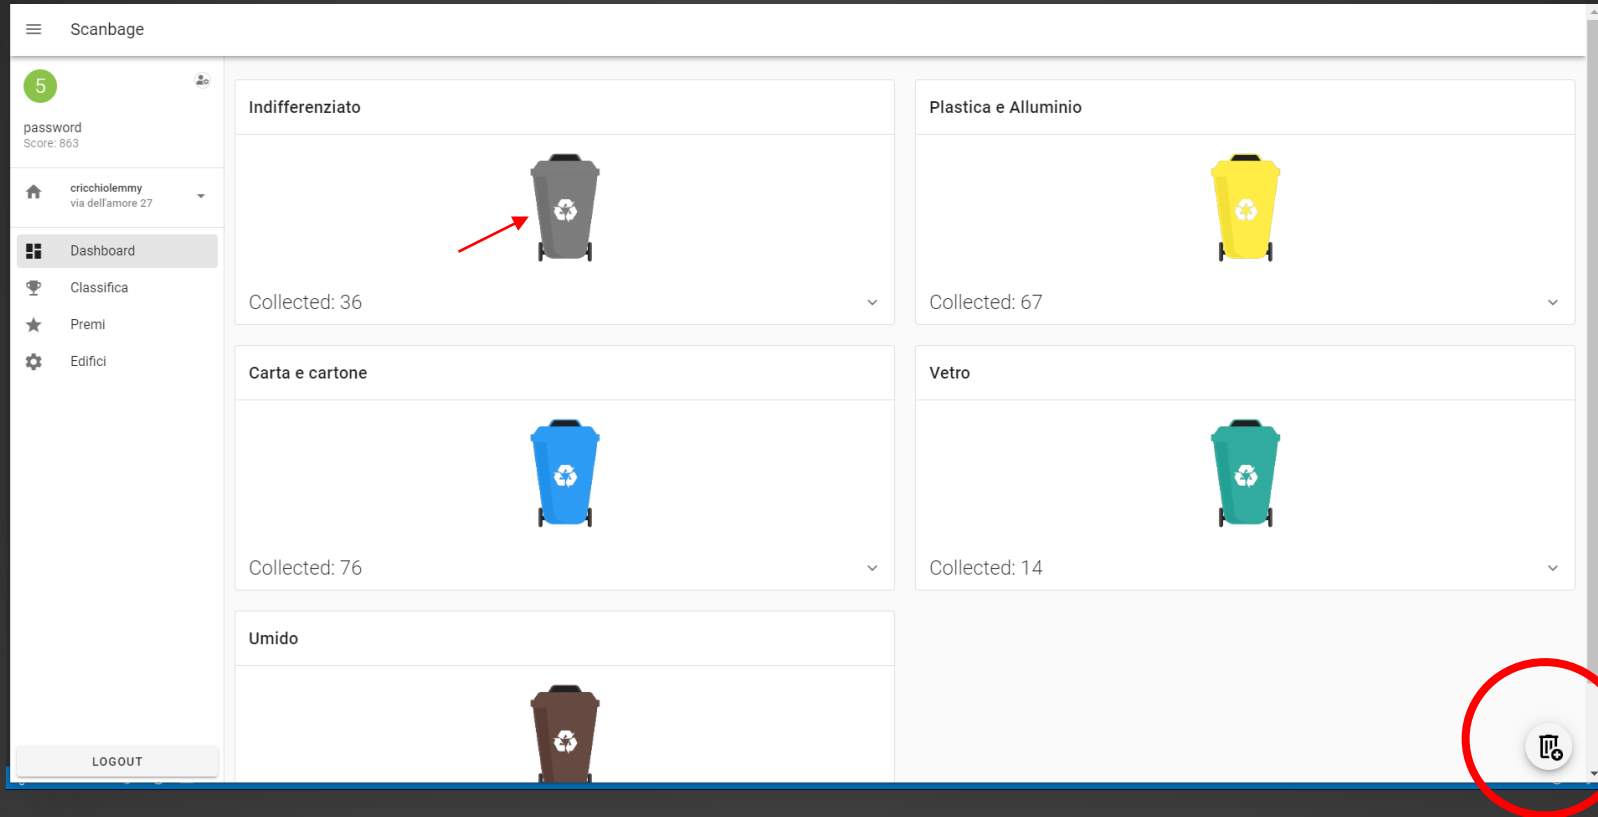 Scanbage
5
password
Score: 863
cricchiolemmy
via dell'amore 27
Dashboard
Classifica
Premi
Edifici
LOGOUT
Indifferenziato
Collected: 36
Plastica e Alluminio
Collected: 67
Carta e cartone
Collected: 76
Vetro
Collected: 14
Umido